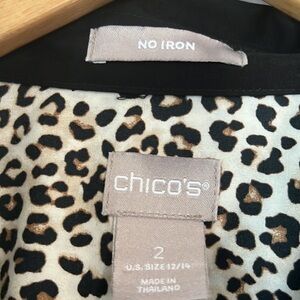 NO IRON
chico's®
2
U.S. SIZE 12/14
MADE IN
THAILAND